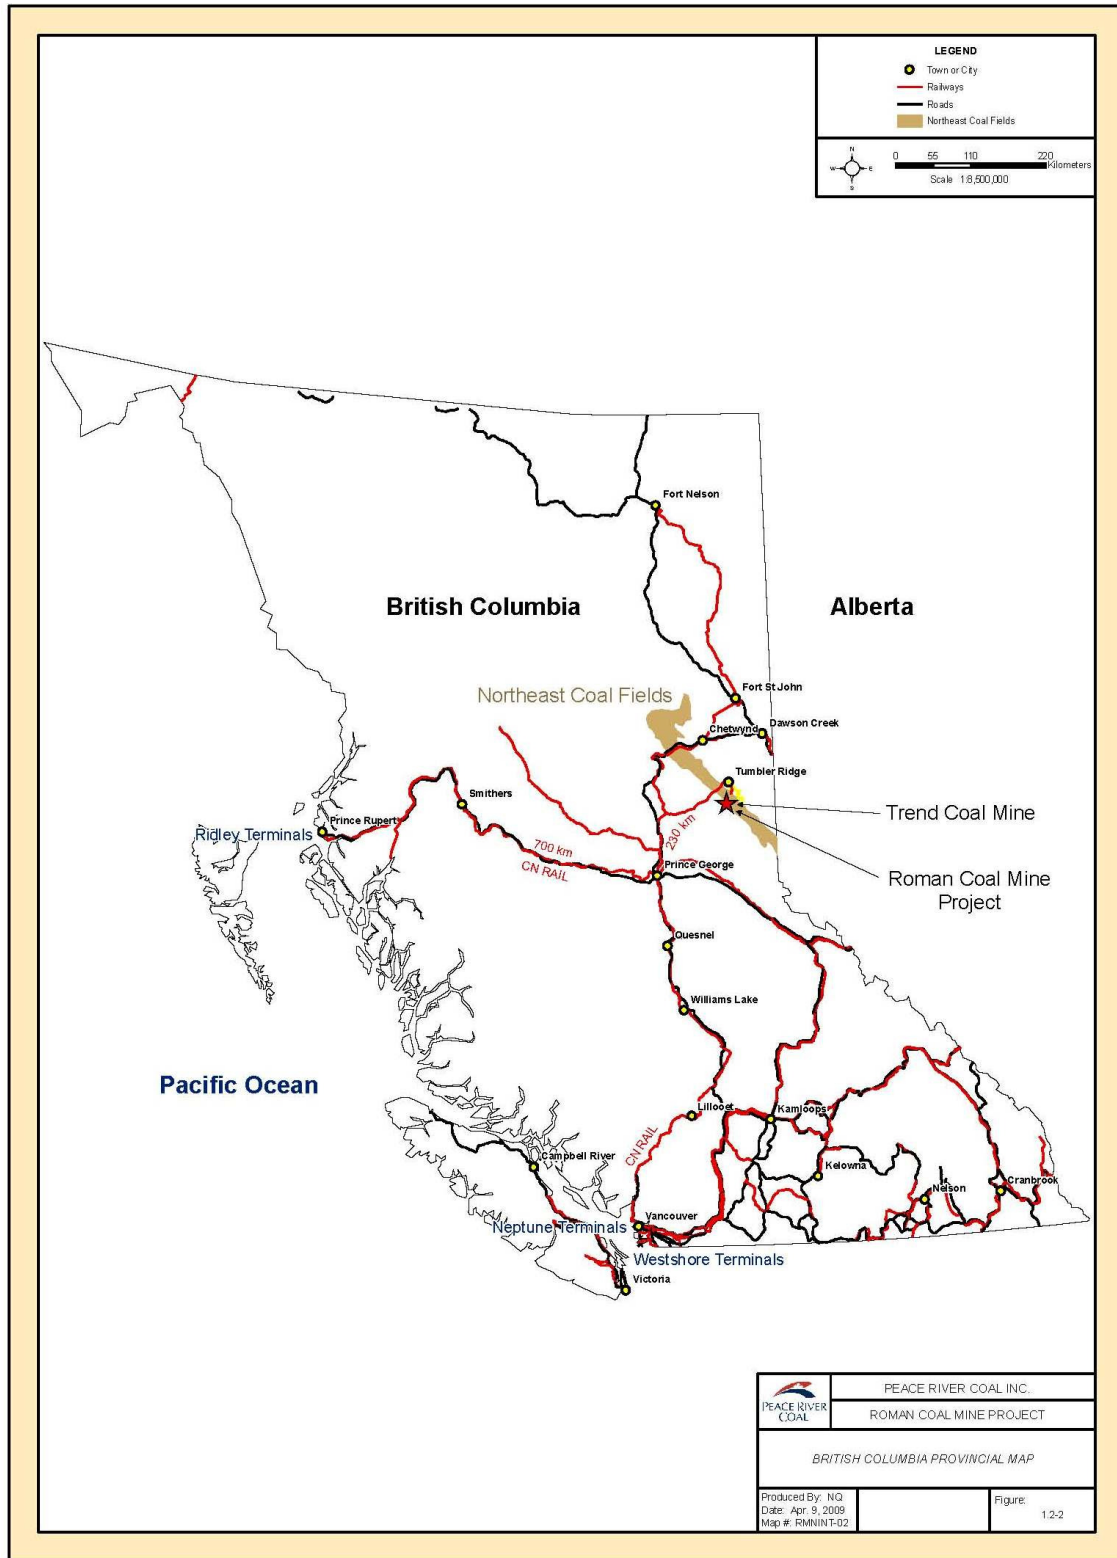 LEGEND
Town or City
Railways
Roads
Northeast Coal Fields
N
W E
S
0 55 110 220
Kilometers
Scale 1:8,500,000
Fort Nelson
British Columbia
Alberta
Fort St John
Northeast Coal Fields
Dawson Creek
Chetwynd
Tumbler Ridge
Smithers
Trend Coal Mine
Prince Rupert
Ridley Terminals
230 km
700 km
CN RAIL
Prince George
Roman Coal Mine
Project
Quesnel
Williams Lake
Pacific Ocean
Lillooet
Kamloops
CN RAIL
Campbell River
Kelowna
Nelson
Cranbrook
Vancouver
Neptune Terminals
Westshore Terminals
Victoria
PEACE RIVER
COAL
PEACE RIVER COAL INC.
ROMAN COAL MINE PROJECT
BRITISH COLUMBIA PROVINCIAL MAP
Produced By: NQ
Date: Apr. 9, 2009
Map #: RMNINT-02
Figure:
1.2-2